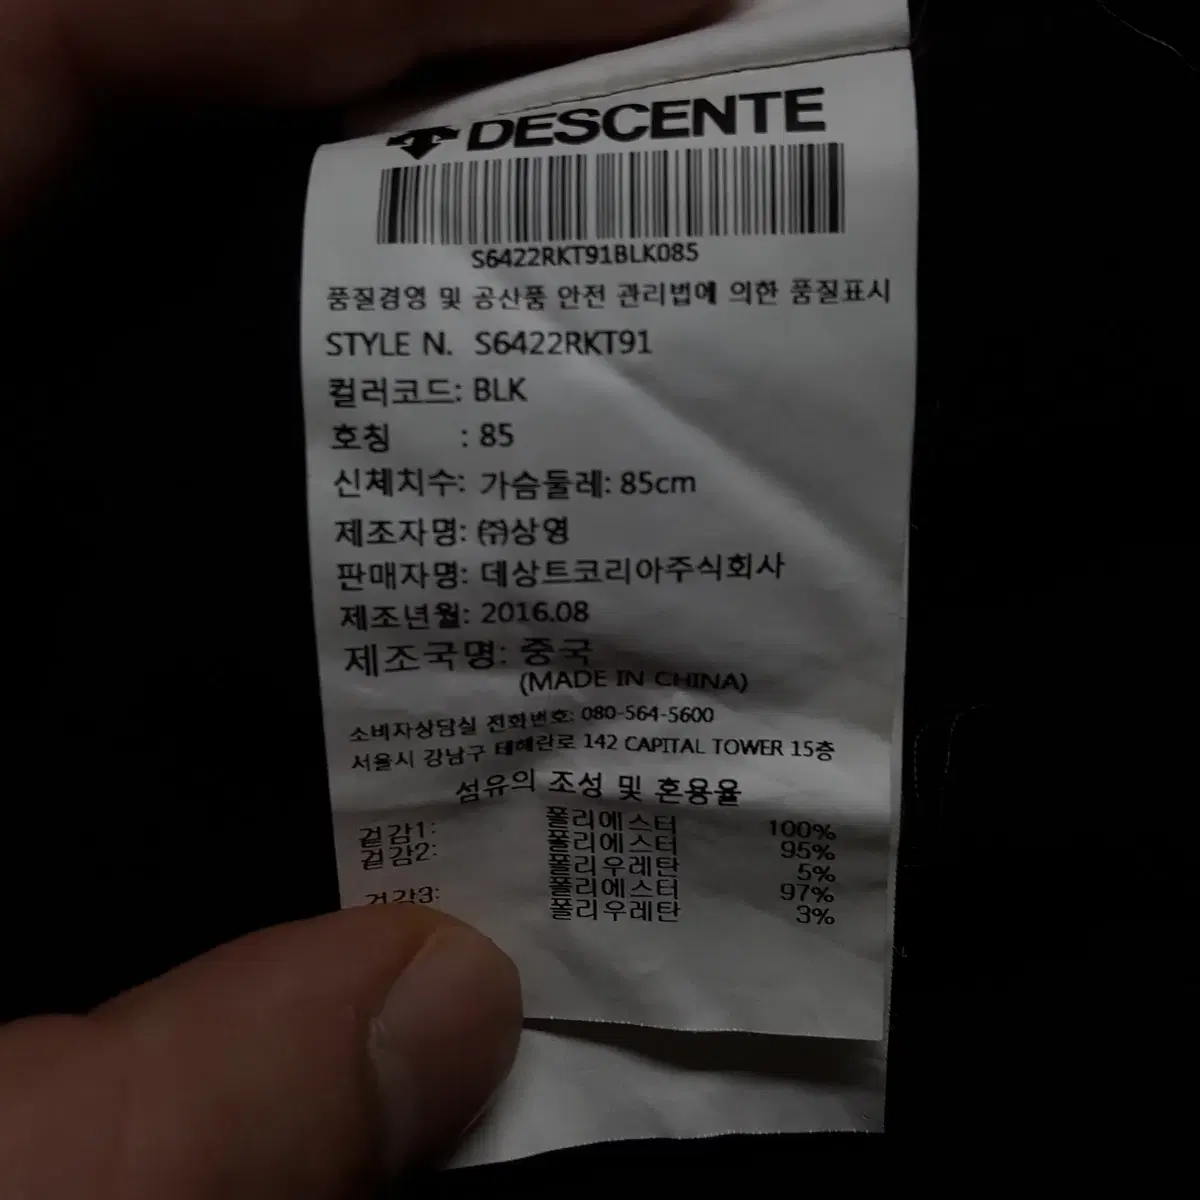 DESCENTE
S6422RKT91BLK085
품질경영 및 공산품 안전 관리법에 의한 품질표시
STYLE N. S6422RKT91
컬러코드: BLK
호칭 : 85
신체치수: 가슴둘레: 85cm
제조자명: ㈜상영
판매자명: 데상트코리아주식회사
제조년월: 2016.08
제조국명: 중국
(MADE IN CHINA)
소비자상담실 전화번호: 080-564-5600
서울시 강남구 테헤란로 142 CAPITAL TOWER 15층
섬유의 조성 및 혼용율
겉감1: 폴리에스터 100%
겉감2: 폴리에스터 95%
폴리우레탄 5%
겉감3: 폴리에스터 97%
폴리우레탄 3%